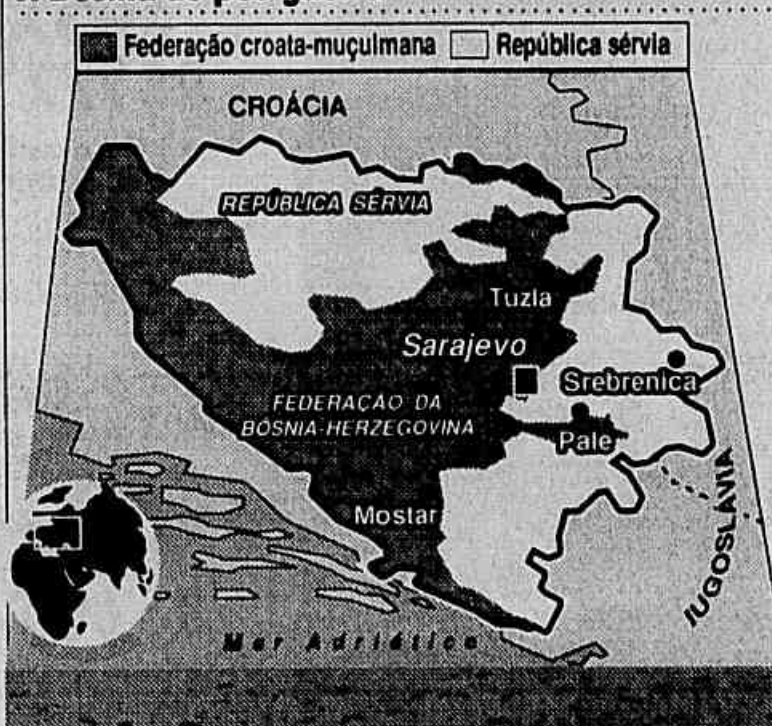 Federação croata-muçulmana República sérvia
CROÁCIA
REPÚBLICA SÉRVIA
Tuzla
Sarajevo
Srebrenica
FEDERAÇÃO DA
BÓSNIA-HERZEGOVINA
Pale
Mostar
IUGOSLÁVIA
Mar Adriático